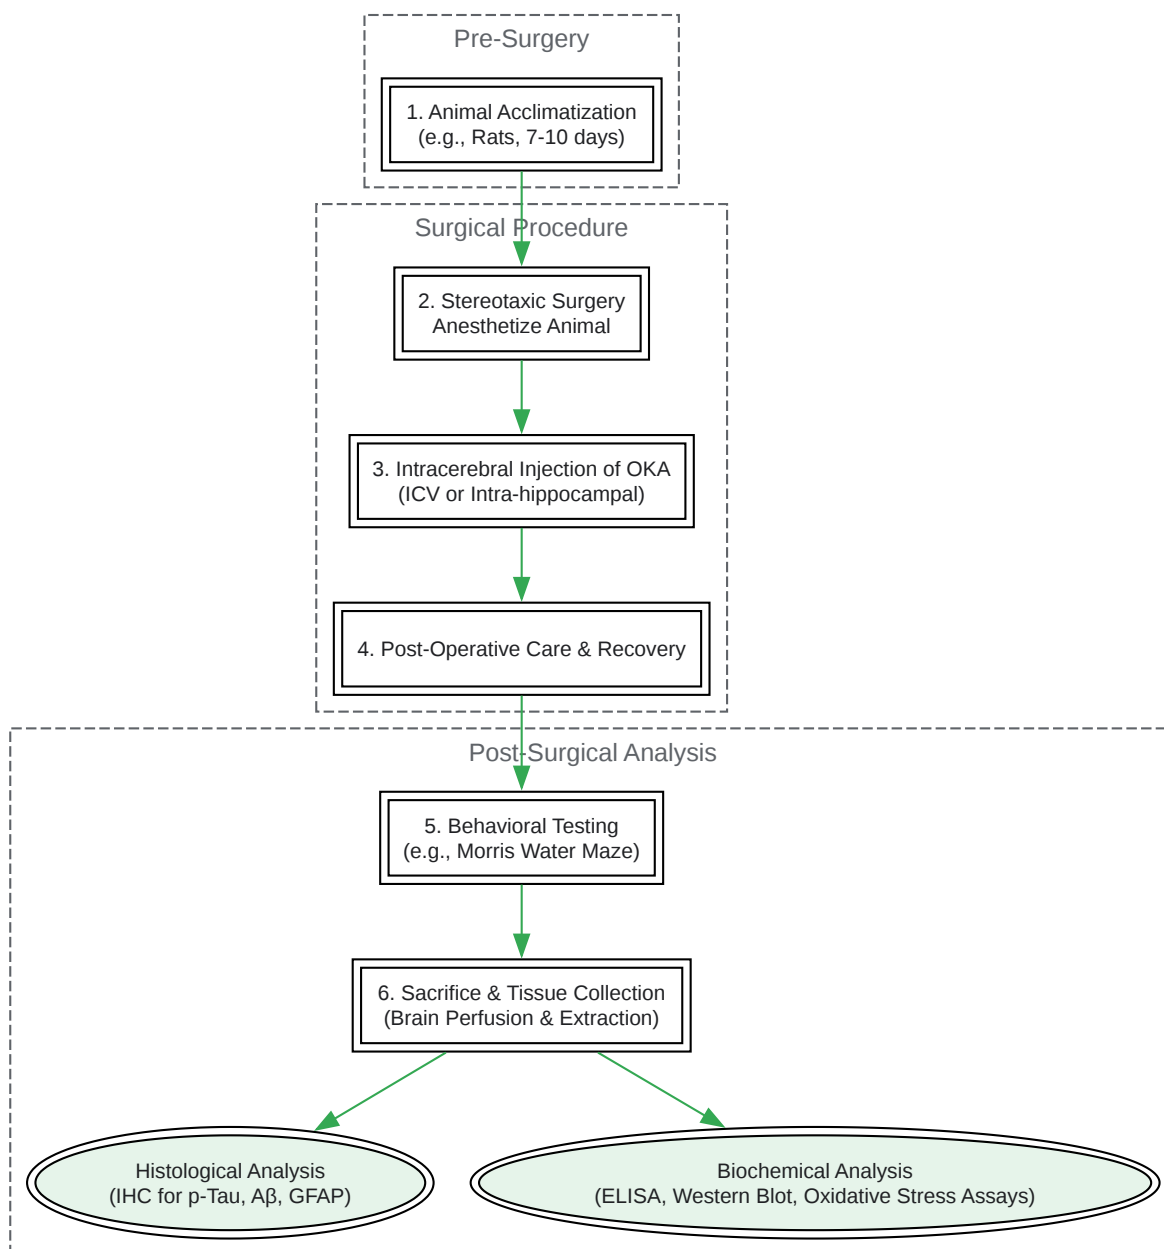 Pre-Surgery
1. Animal Acclimatization
(e.g., Rats, 7-10 days)
Surgical Procedure
2. Stereotaxic Surgery
Anesthetize Animal
3. Intracerebral Injection of OKA
(ICV or Intra-hippocampal)
4. Post-Operative Care & Recovery
Post-Surgical Analysis
5. Behavioral Testing
(e.g., Morris Water Maze)
6. Sacrifice & Tissue Collection
(Brain Perfusion & Extraction)
Histological Analysis
(IHC for p-Tau, Aβ, GFAP)
Biochemical Analysis
(ELISA, Western Blot, Oxidative Stress Assays)